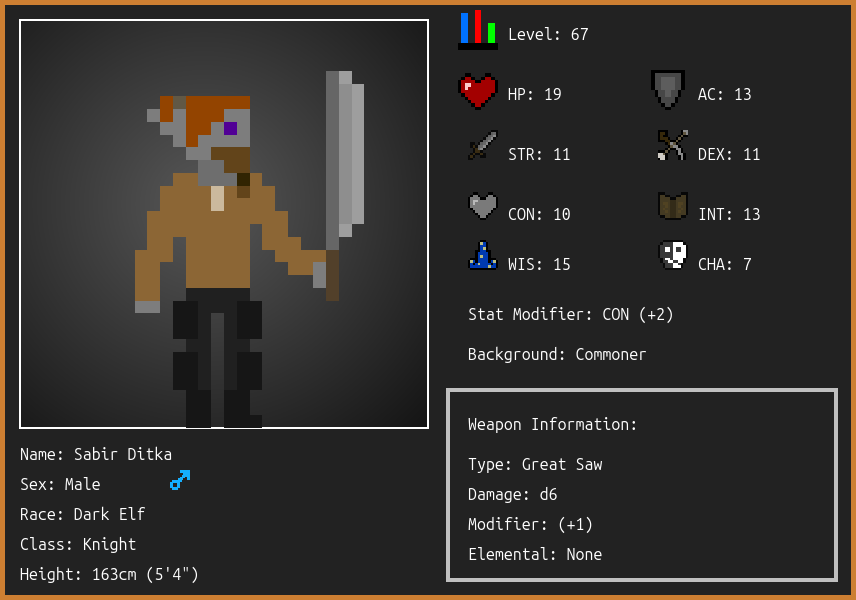 Level: 67
HP: 19
AC: 13
STR: 11
DEX: 11
CON: 10
INT: 13
WIS: 15
CHA: 7
Stat Modifier: CON (+2)
Background: Commoner
Weapon Information:
Type: Great Saw
Damage: d6
Modifier: (+1)
Elemental: None
Name: Sabir Ditka
Sex: Male
Race: Dark Elf
Class: Knight
Height: 163cm (5'4")